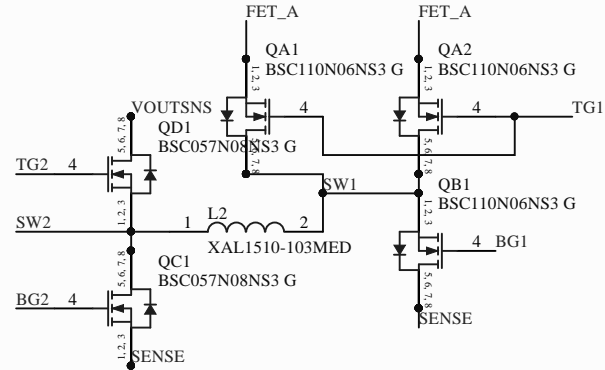 FET_A
FET_A
QA1
BSC110N06NS3 G
QA2
BSC110N06NS3 G
1, 2, 3
1, 2, 3
4
4
TG1
VOUTSNS
QD1
BSC057N08NS3 G
5, 6, 7, 8
5, 6, 7, 8
5, 6, 7, 8
TG2
4
SW1
QB1
BSC110N06NS3 G
1, 2, 3
1, 2, 3
SW2
1
L2
2
XAL1510-103MED
4
BG1
QC1
BSC057N08NS3 G
5, 6, 7, 8
5, 6, 7, 8
BG2
4
SENSE
1, 2, 3
SENSE